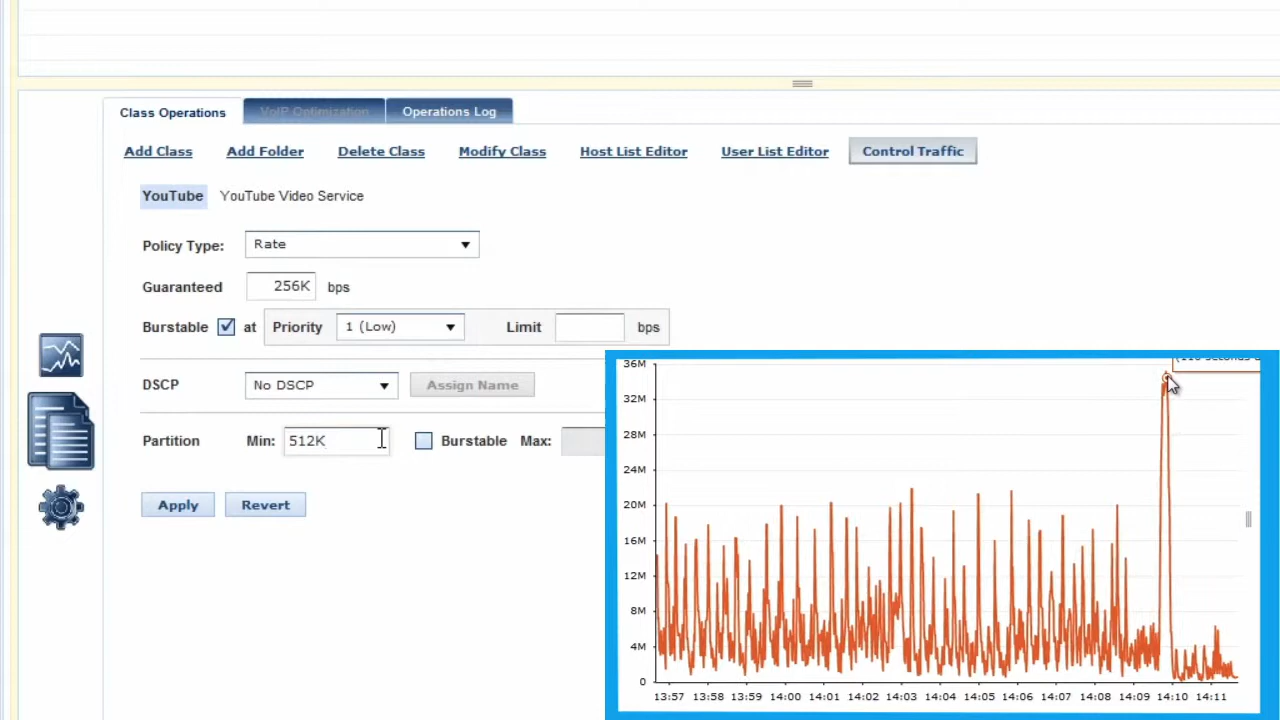 Class Operations VoIP Optimization Operations Log
Add Class Add Folder Delete Class Modify Class Host List Editor User List Editor Control Traffic
YouTube YouTube Video Service
Policy Type: Rate
Guaranteed 256K bps
Burstable at Priority 1 (Low) Limit bps
DSCP No DSCP Assign Name
Partition Min: 512K Burstable Max:
Apply Revert
36M
32M
28M
24M
20M
16M
12M
8M
4M
0
13:57 13:58 13:59 14:00 14:01 14:02 14:03 14:04 14:05 14:06 14:07 14:08 14:09 14:10 14:11